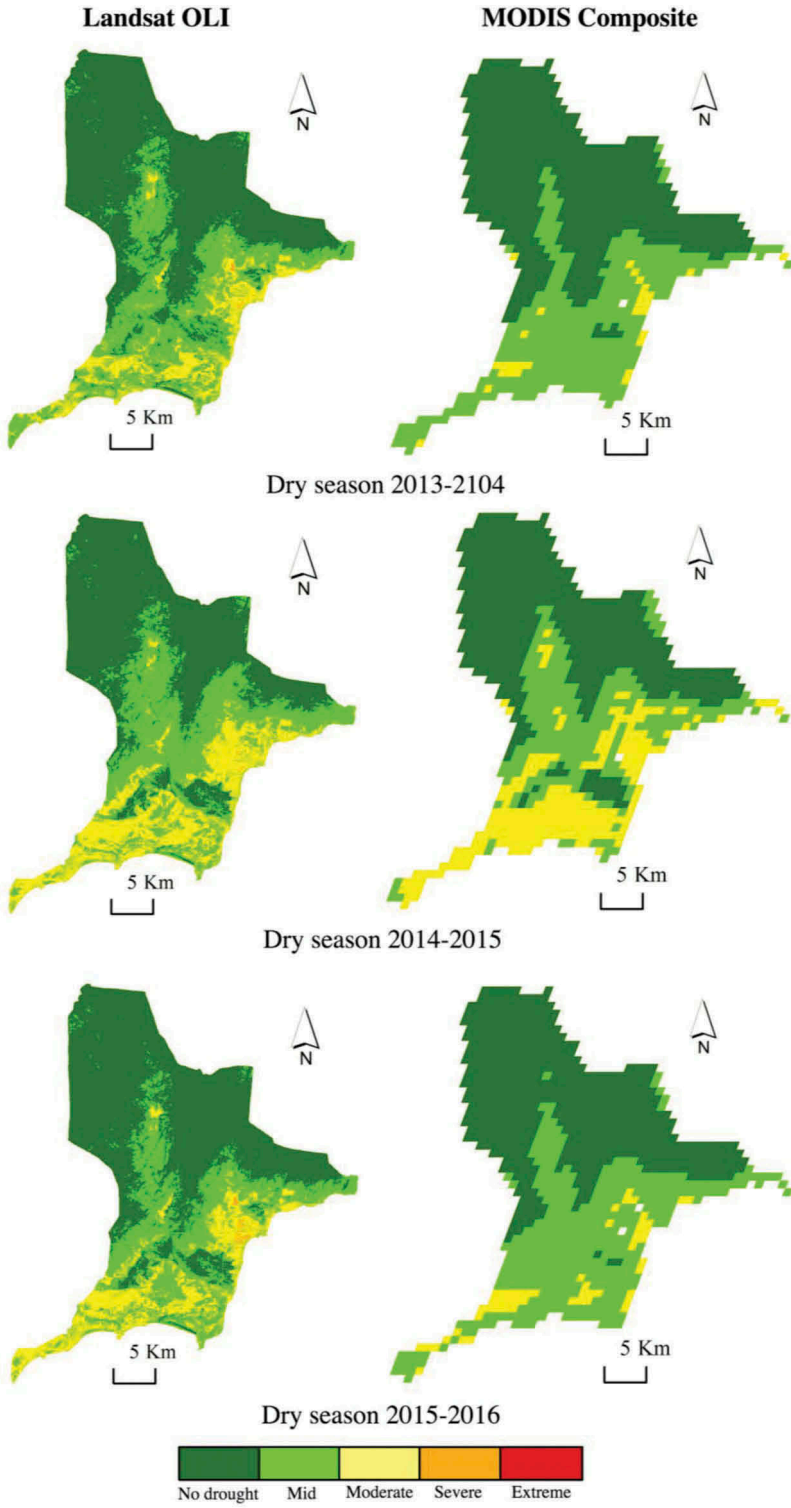 Landsat OLI MODIS Composite
N N
5 Km 5 Km
Dry season 2013-2104
N N
5 Km 5 Km
Dry season 2014-2015
N N
5 Km 5 Km
Dry season 2015-2016
No drought Mid Moderate Severe Extreme